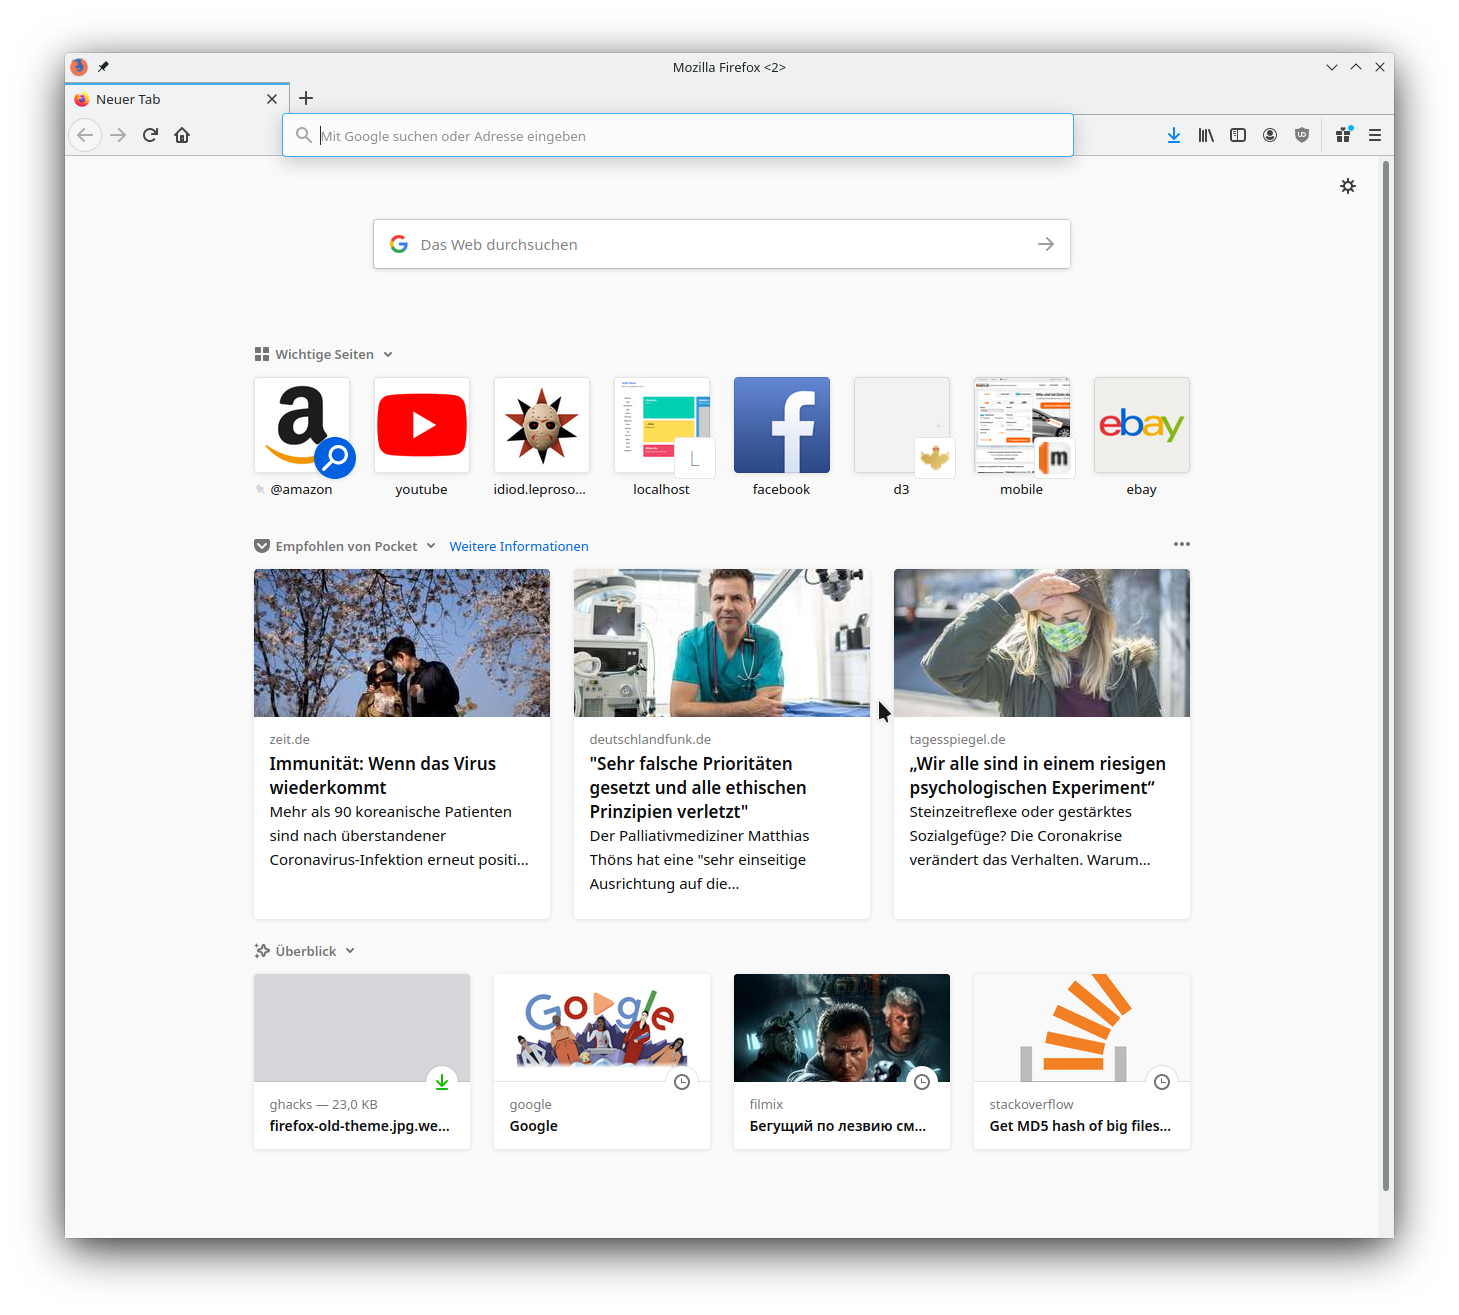 Mozilla Firefox <2>
Neuer Tab
Mit Google suchen oder Adresse eingeben
Das Web durchsuchen
Wichtige Seiten
@amazon
youtube
idiod.leproso...
localhost
facebook
d3
mobile
ebay
Empfohlen von Pocket
Weitere Informationen
zeit.de
Immunität: Wenn das Virus
wiederkommt
Mehr als 90 koreanische Patienten
sind nach überstandener
Coronavirus-Infektion erneut positi...
deutschlandfunk.de
"Sehr falsche Prioritäten
gesetzt und alle ethischen
Prinzipien verletzt"
Der Palliativmediziner Matthias
Thöns hat eine "sehr einseitige
Ausrichtung auf die...
tagesspiegel.de
„Wir alle sind in einem riesigen
psychologischen Experiment“
Steinzeitreflexe oder gestärktes
Sozialgefüge? Die Coronakrise
verändert das Verhalten. Warum...
Überblick
ghacks — 23,0 KB
firefox-old-theme.jpg.we...
Google
google
Google
filmix
Бегущий по лезвию см...
stackoverflow
Get MD5 hash of big files...